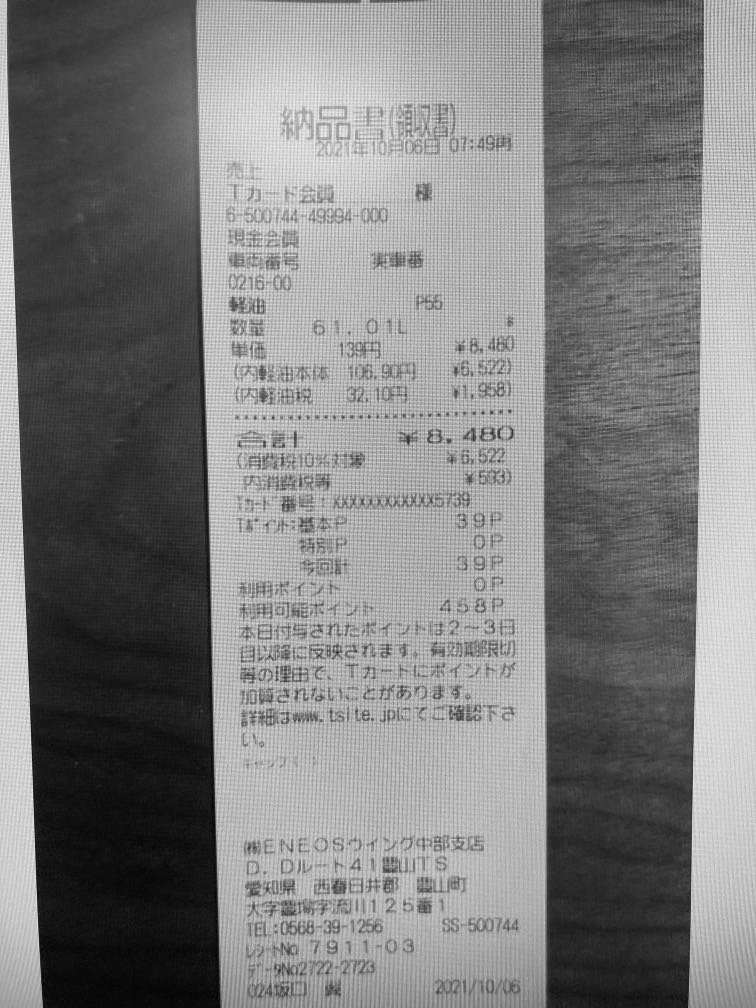 納品書(領収書)
2021年10月06日 07:49再
売上
Tカード会員 様
6-500744-49994-000
現金会員
車両番号 実車番
0216-00
軽油 P55
数量 61.01L *
単価 139円 ¥8,480
(内軽油本体 106.90円 ¥6,522)
(内軽油税 32.10円 ¥1,958)
合計 ¥8,480
(消費税10%対象 ¥6,522
内消費税等 ¥593)
Tカード番号:XXXXXXXXXXXX5739
Tポイント:基本P 39P
特別P 0P
今回計 39P
利用ポイント 0P
利用可能ポイント 458P
本日付与されたポイントは2~3日
目以降に反映されます。有効期限切
等の理由で、Tカードにポイントが
加算されないことがあります。
詳細はwww.tsite.jpにてご確認下さ
い。
㈱ENEOSウイング中部支店
D.Dルート41豊山TS
愛知県 西春日井郡 豊山町
大字豊場字流川125番1
TEL:0568-39-1256 SS-500744
レシートNo 7911-03
データNo2722-2723
024坂口 2021/10/06